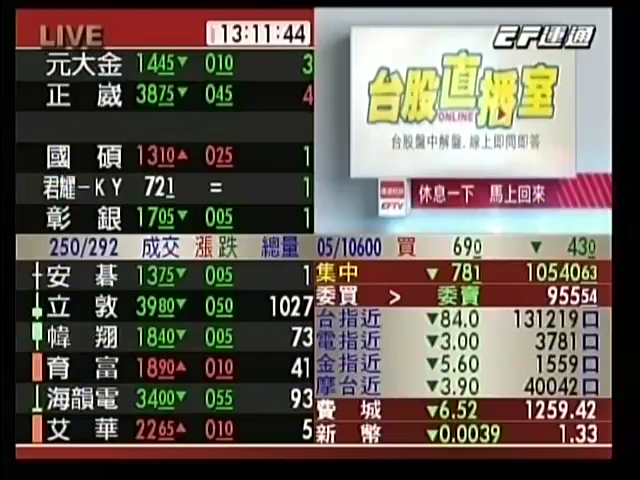 LIVE 13:11:44
EFT運通
元大金 1445▼ 010 3
正崴 3875▼ 045 4
國碩 1310▲ 025 1
君耀-KY 721 = 1
彰銀 1705▼ 005 1
台股直播室
ONLINE
台股盤中解盤.線上即問即答
EFTV
休息一下 馬上回來
250/292 成交 漲跌 總量
安碁 1375▼ 005 1
立敦 3980▼ 050 1027
幃翔 1840▼ 005 73
育富 1890▲ 010 41
海韻電 3400▼ 055 93
艾華 2265▲ 010 5
05/10600 買 690 ▼ 430
集中 ▼ 781 1054063
委買 > 委賣 95554
台指近 ▼84.0 131219口
電指近 ▼3.00 3781口
金指近 ▼5.60 1559口
摩台近 ▼3.90 40042口
費城 ▼6.52 1259.42
新幣 ▼0.0039 1.33